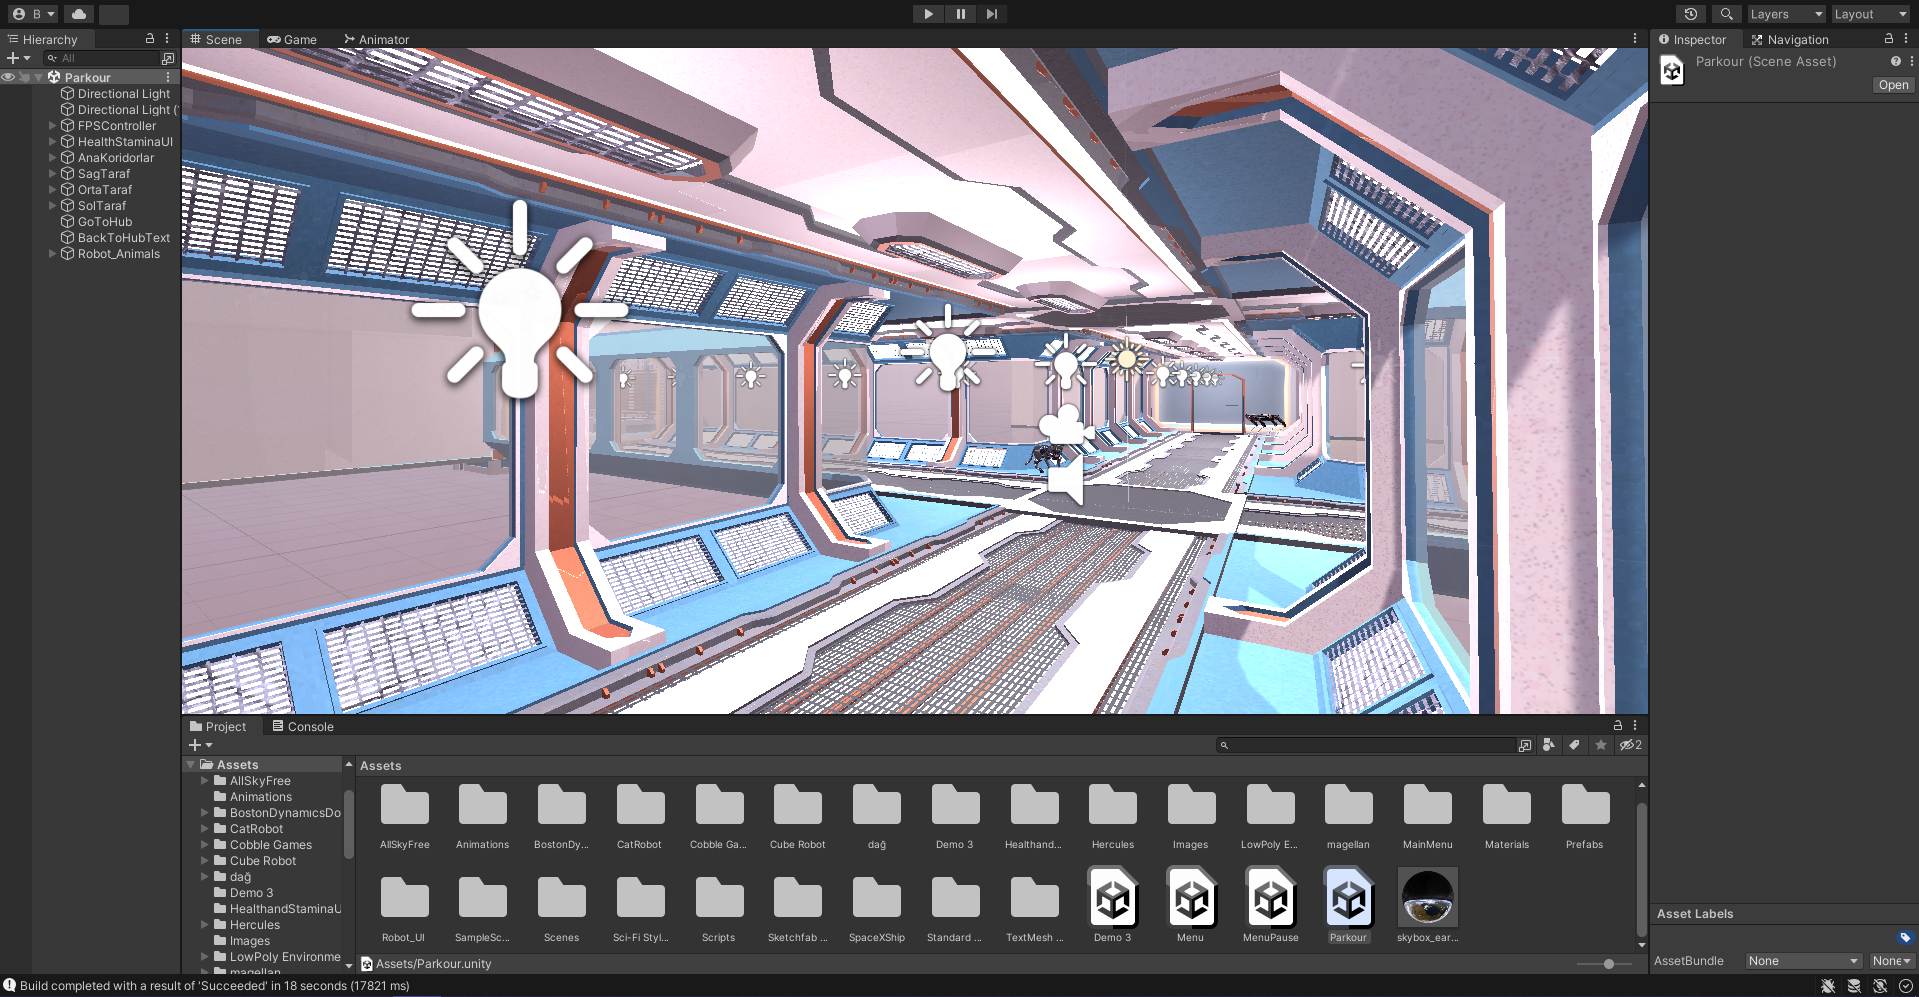 B
Layers
Layout
Hierarchy
All
Parkour
Directional Light
Directional Light (
FPSController
HealthStaminaUI
AnaKoridorlar
SagTaraf
OrtaTaraf
SolTaraf
GoToHub
BackToHubText
Robot_Animals
Scene
Game
Animator
Inspector
Navigation
Parkour (Scene Asset)
Open
Project
Console
2
Assets
AllSkyFree
Animations
BostonDynamicsDo
CatRobot
Cobble Games
Cube Robot
dağ
Demo 3
HealthandStaminaU
Hercules
Images
LowPoly Environme
magellan
Assets
AllSkyFree
Animations
BostonDy...
CatRobot
Cobble Ga...
Cube Robot
dağ
Demo 3
Healthand...
Hercules
Images
LowPoly E...
magellan
MainMenu
Materials
Prefabs
Robot_UI
SampleSc...
Scenes
Sci-Fi Styl...
Scripts
Sketchfab ...
SpaceXShip
Standard ...
TextMesh ...
Demo 3
Menu
MenuPause
Parkour
skybox_ear...
Assets/Parkour.unity
Asset Labels
AssetBundle
None
None
Build completed with a result of 'Succeeded' in 18 seconds (17821 ms)